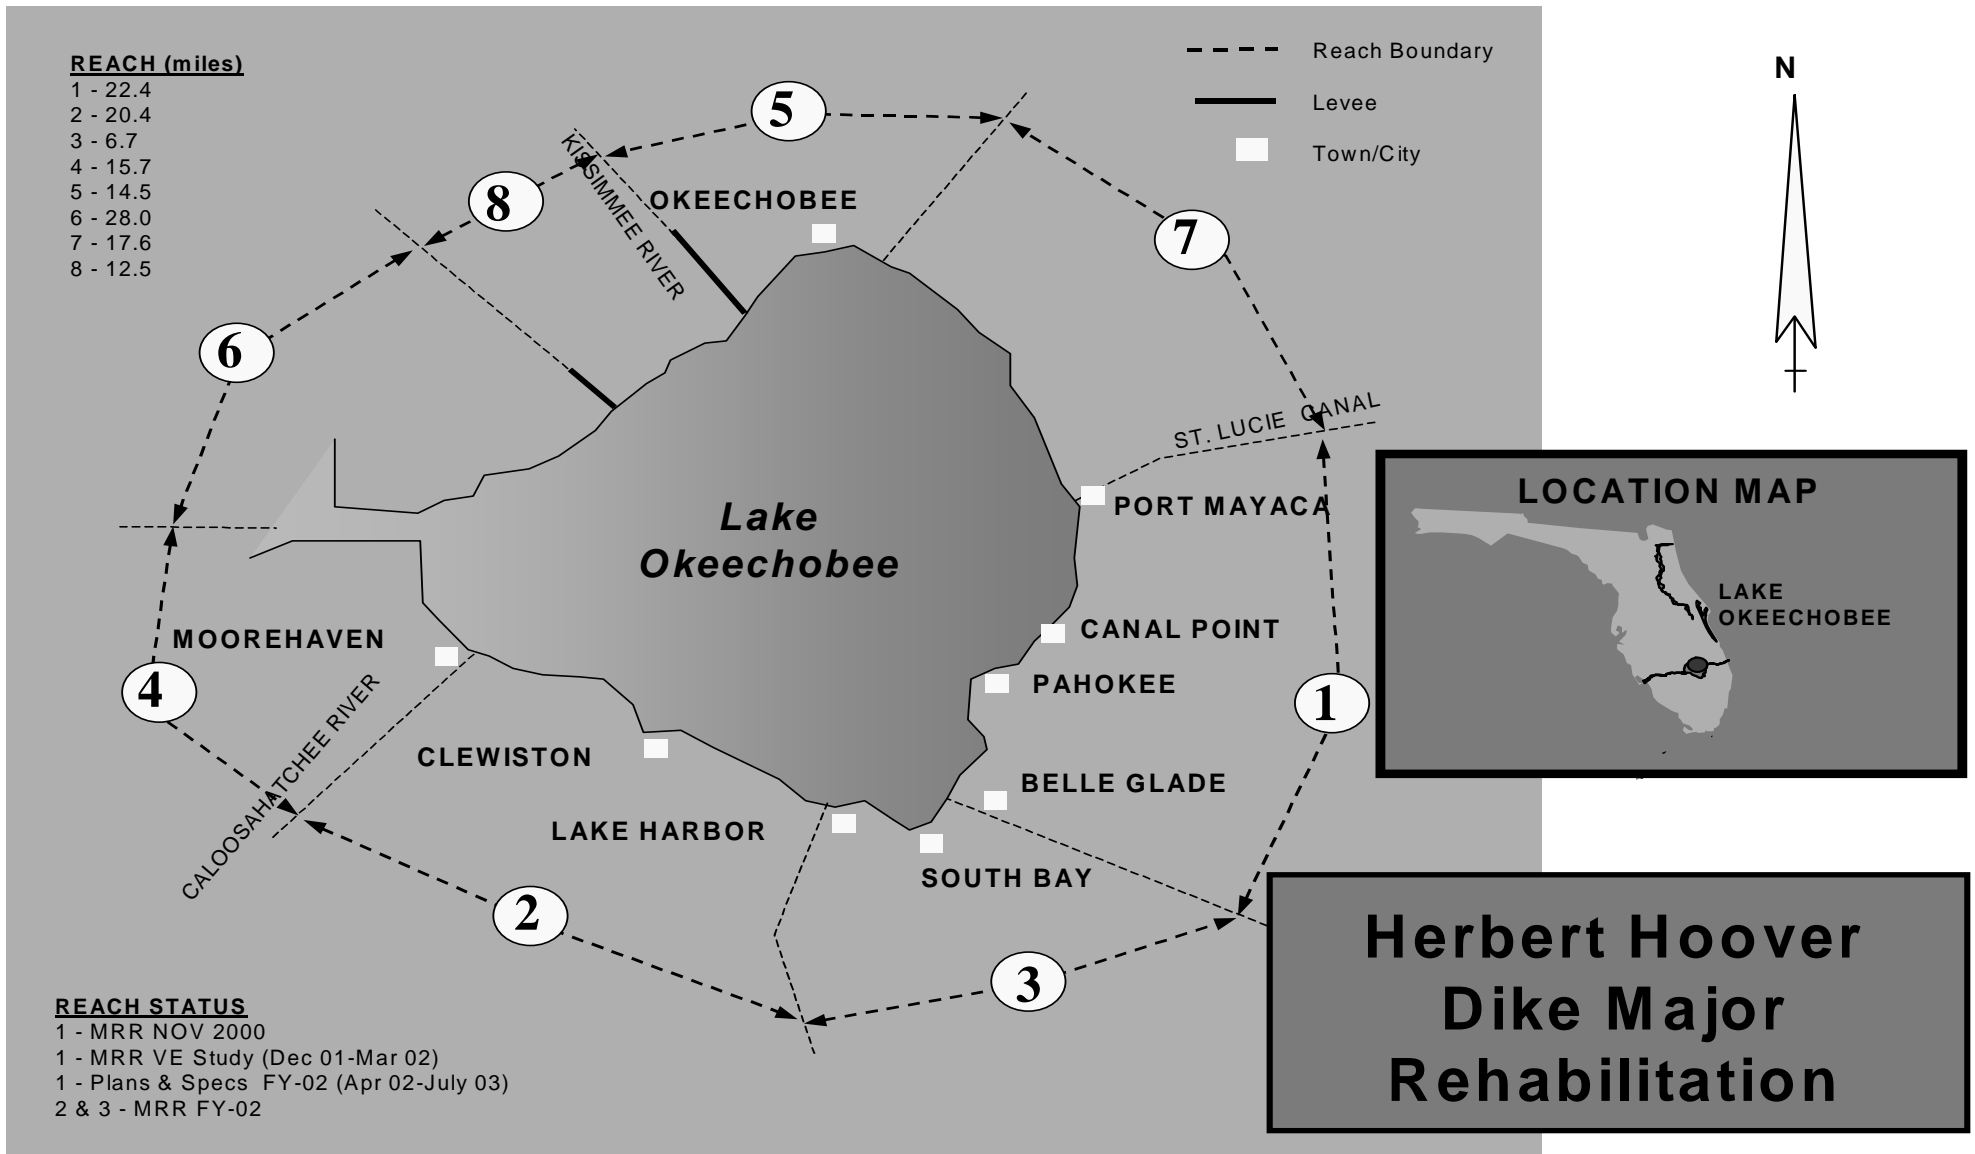 REACH (miles)
1 - 22.4
2 - 20.4
3 - 6.7
4 - 15.7
5 - 14.5
6 - 28.0
7 - 17.6
8 - 12.5
Reach Boundary
Levee
Town/City
N
5
8
7
6
KISSIMMEE RIVER
OKEECHOBEE
ST. LUCIE CANAL
PORT MAYACA
Lake
Okeechobee
LOCATION MAP
LAKE
OKEECHOBEE
MOOREHAVEN
CANAL POINT
PAHOKEE
4
1
CALOOSAHATCHEE RIVER
CLEWISTON
BELLE GLADE
LAKE HARBOR
SOUTH BAY
2
3
Herbert Hoover
Dike Major
Rehabilitation
REACH STATUS
1 - MRR NOV 2000
1 - MRR VE Study (Dec 01-Mar 02)
1 - Plans & Specs FY-02 (Apr 02-July 03)
2 & 3 - MRR FY-02